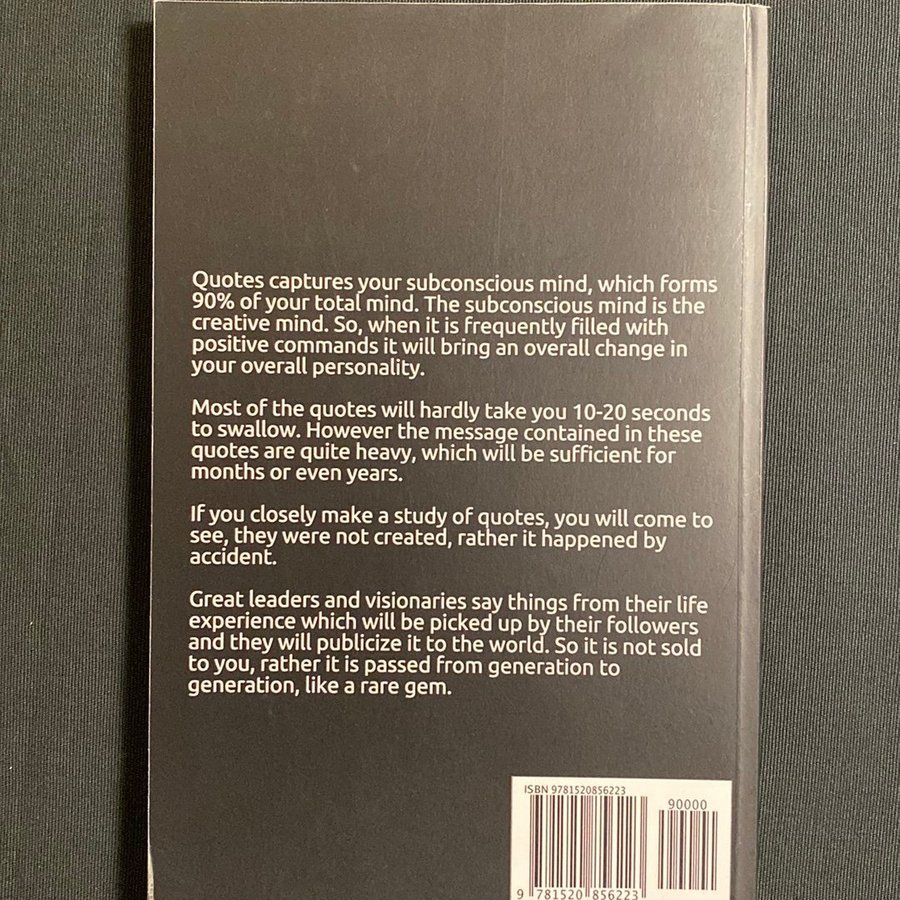 Quotes captures your subconscious mind, which forms
90% of your total mind. The subconscious mind is the
creative mind. So, when it is frequently filled with
positive commands it will bring an overall change in
your overall personality.
Most of the quotes will hardly take you 10-20 seconds
to swallow. However the message contained in these
quotes are quite heavy, which will be sufficient for
months or even years.
If you closely make a study of quotes, you will come to
see, they were not created, rather it happened by
accident.
Great leaders and visionaries say things from their life
experience which will be picked up by their followers
and they will publicize it to the world. So it is not sold
to you, rather it is passed from generation to
generation, like a rare gem.
ISBN 9781520856223
90000
9 781520 856223